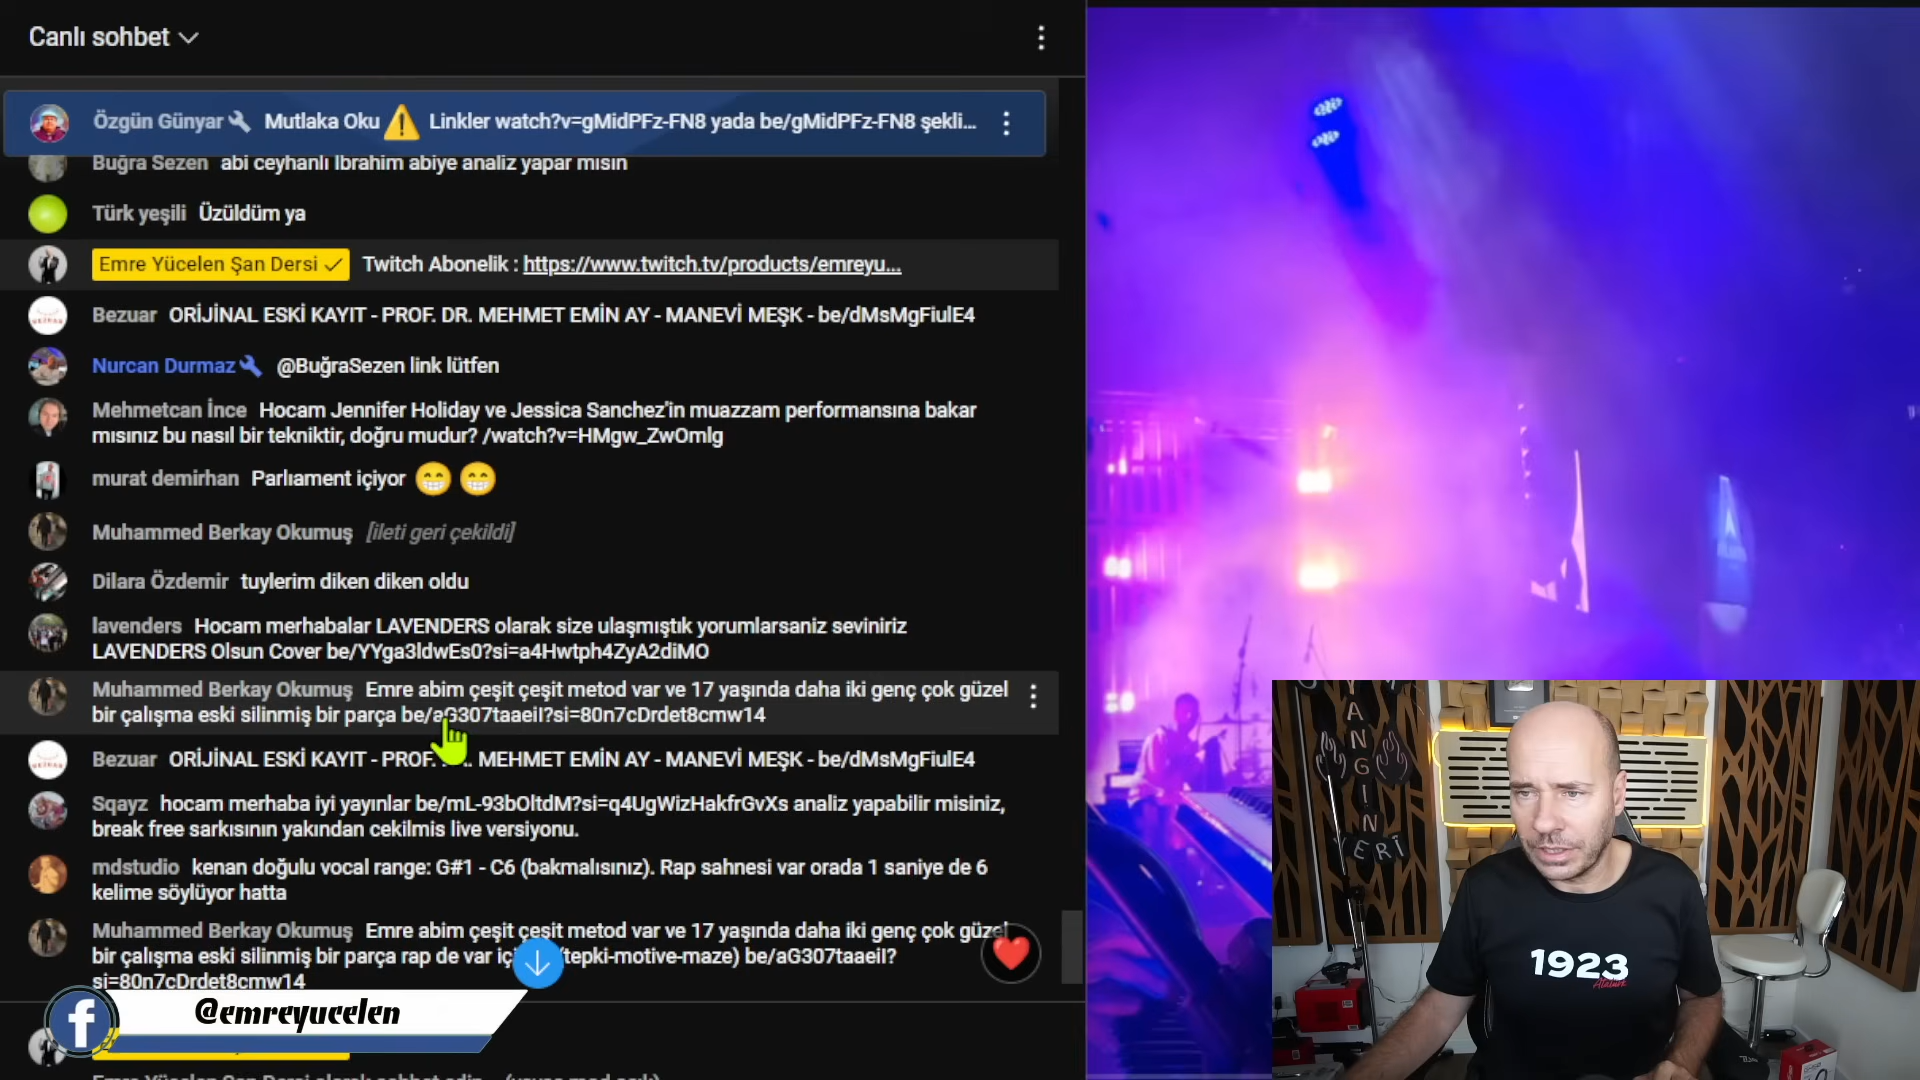 Canlı sohbet
Özgün Günyar Mutlaka Oku Linkler watch?v=gMidPFz-FN8 yada be/gMidPFz-FN8 şekli...
Buğra Sezen abi ceyhanlı İbrahim abiye analiz yapar mısın
Türk yeşili Üzüldüm ya
Emre Yücelen Şan Dersi Twitch Abonelik : https://www.twitch.tv/products/emreyu...
Bezuar ORİJİNAL ESKİ KAYIT - PROF. DR. MEHMET EMİN AY - MANEVİ MEŞK - be/dMsMgFiulE4
Nurcan Durmaz @BuğraSezen link lütfen
Mehmetcan İnce Hocam Jennifer Holiday ve Jessica Sanchez'in muazzam performansına bakar
mısınız bu nasıl bir tekniktir, doğru mudur? /watch?v=HMgw_ZwOmlg
murat demirhan Parlıament içiyor
Muhammed Berkay Okumuş [ileti geri çekildi]
Dilara Özdemir tuylerim diken diken oldu
lavenders Hocam merhabalar LAVENDERS olarak size ulaşmıştık yorumlarsaniz seviniriz
LAVENDERS Olsun Cover be/YYga3ldwEs0?si=a4Hwtph4ZyA2diMO
Muhammed Berkay Okumuş Emre abim çeşit çeşit metod var ve 17 yaşında daha iki genç çok güzel
bir çalışma eski silinmiş bir parça be/aG307taaeiI?si=80n7cDrdet8cmw14
Bezuar ORİJİNAL ESKİ KAYIT - PROF. MEHMET EMİN AY - MANEVİ MEŞK - be/dMsMgFiulE4
Sqayz hocam merhaba iyi yayınlar be/mL-93bOltdM?si=q4UgWizHakfrGvXs analiz yapabilir misiniz,
break free sarkısının yakından cekilmis live versiyonu.
mdstudio kenan doğulu vocal range: G#1 - C6 (bakmalısınız). Rap sahnesi var orada 1 saniye de 6
kelime söylüyor hatta
Muhammed Berkay Okumuş Emre abim çeşit çeşit metod var ve 17 yaşında daha iki genç çok güzel
bir çalışma eski silinmiş bir parça rap de var iç tepki-motive-maze) be/aG307taaeiI?
si=80n7cDrdet8cmw14
@emreyucelen
YANGIN
YERİ
1923
Atatürk